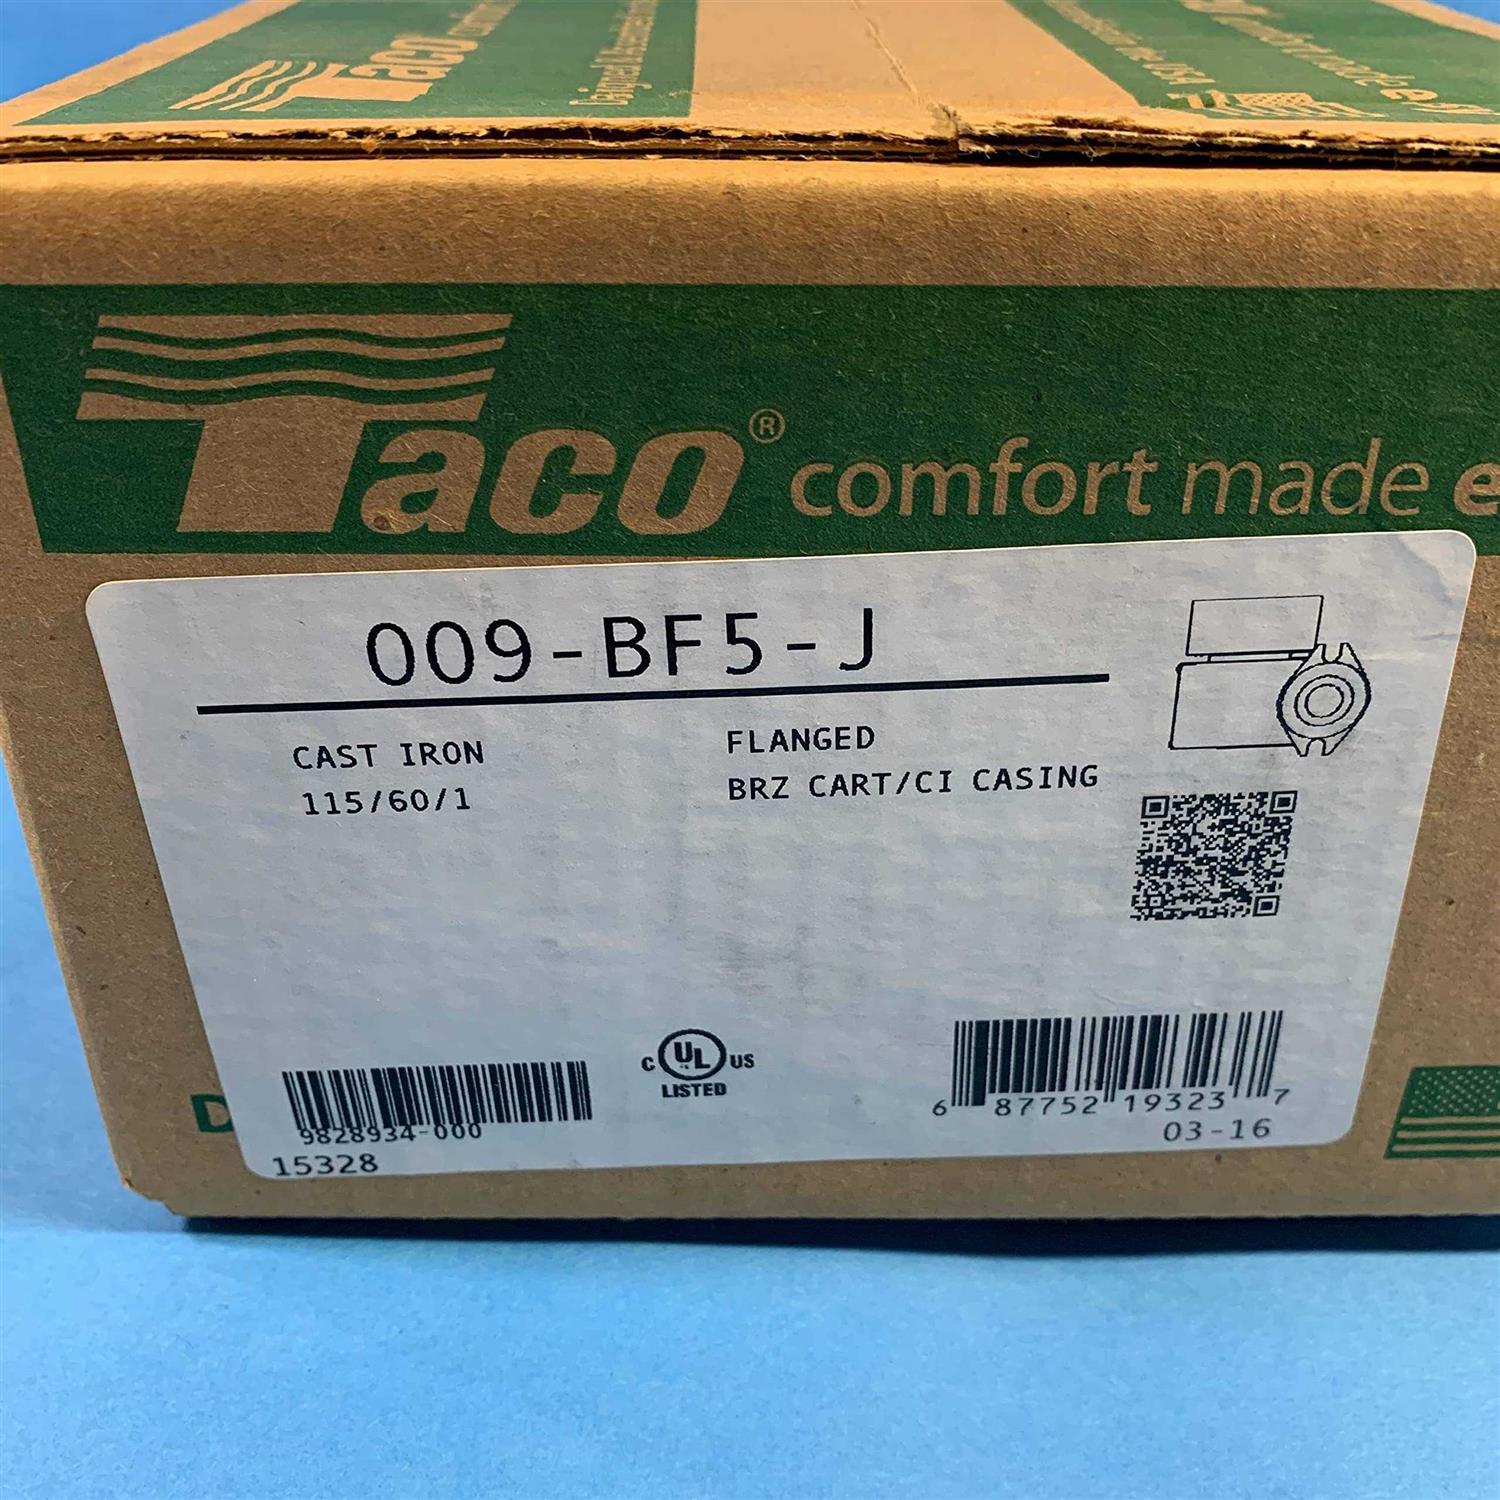 Taco
Taco® comfort made
009-BF5-J
CAST IRON
115/60/1
FLANGED
BRZ CART/CI CASING
C UL US
LISTED
9828934-000
15328
6 87752 19323 7
03-16
D